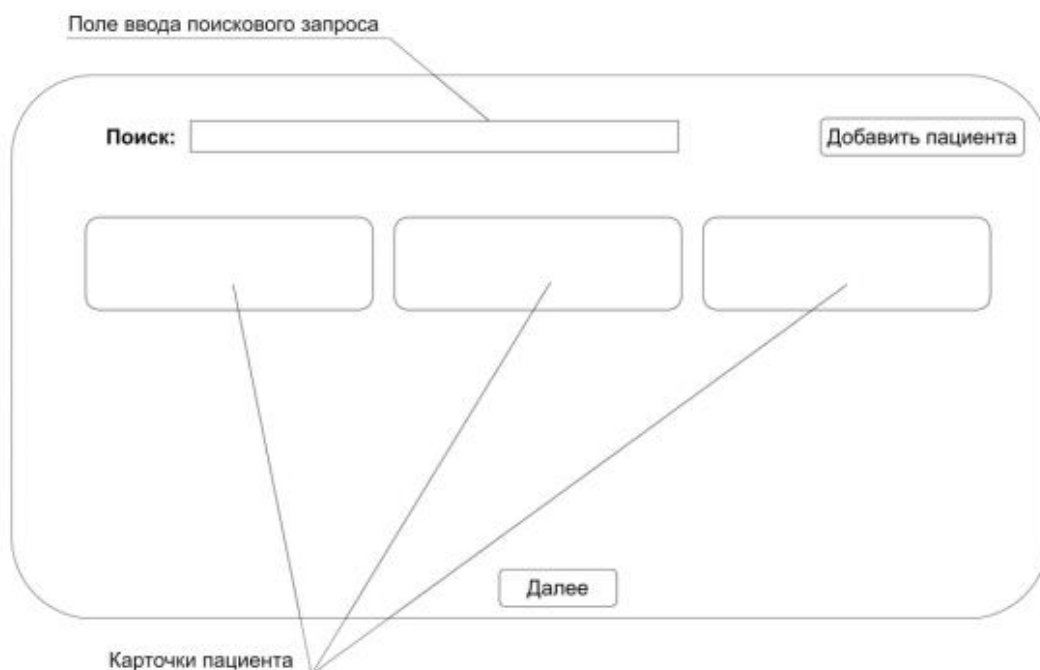 Поле ввода поискового запроса
Поиск:
Добавить пациента
Далее
Карточки пациента